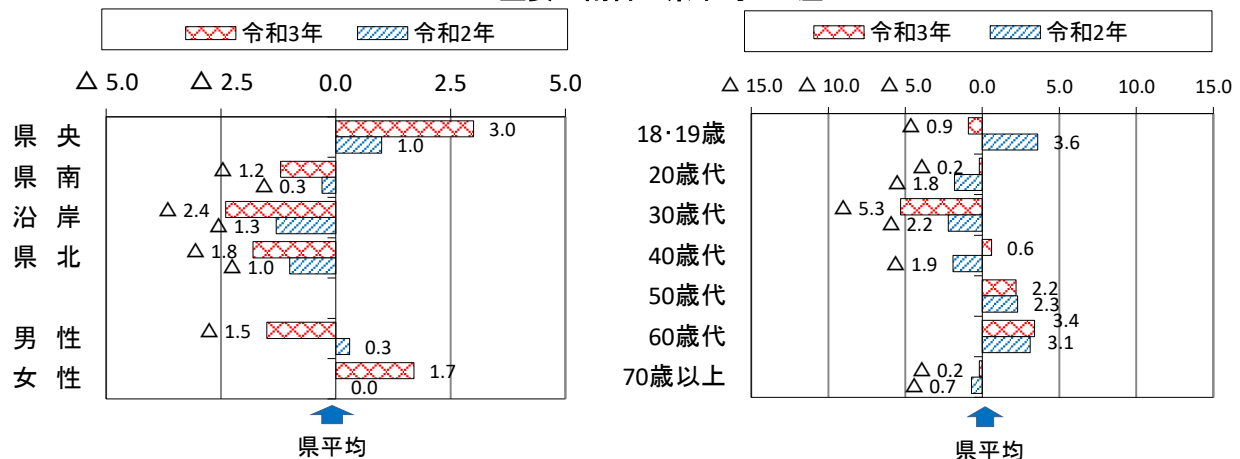 令和3年 令和2年
△ 5.0 △ 2.5 0.0 2.5 5.0
県 央 3.0
1.0
県 南 △ 1.2
△ 0.3
沿 岸 △ 2.4
△ 1.3
県 北 △ 1.8
△ 1.0
男 性 △ 1.5
0.3
女 性 1.7
0.0
県平均
令和3年 令和2年
△ 15.0 △ 10.0 △ 5.0 0.0 5.0 10.0 15.0
18･19歳 △ 0.9
3.6
20歳代 △ 0.2
△ 1.8
30歳代 △ 5.3
△ 2.2
40歳代 0.6
△ 1.9
50歳代 2.2
2.3
60歳代 3.4
3.1
70歳以上 △ 0.2
△ 0.7
県平均